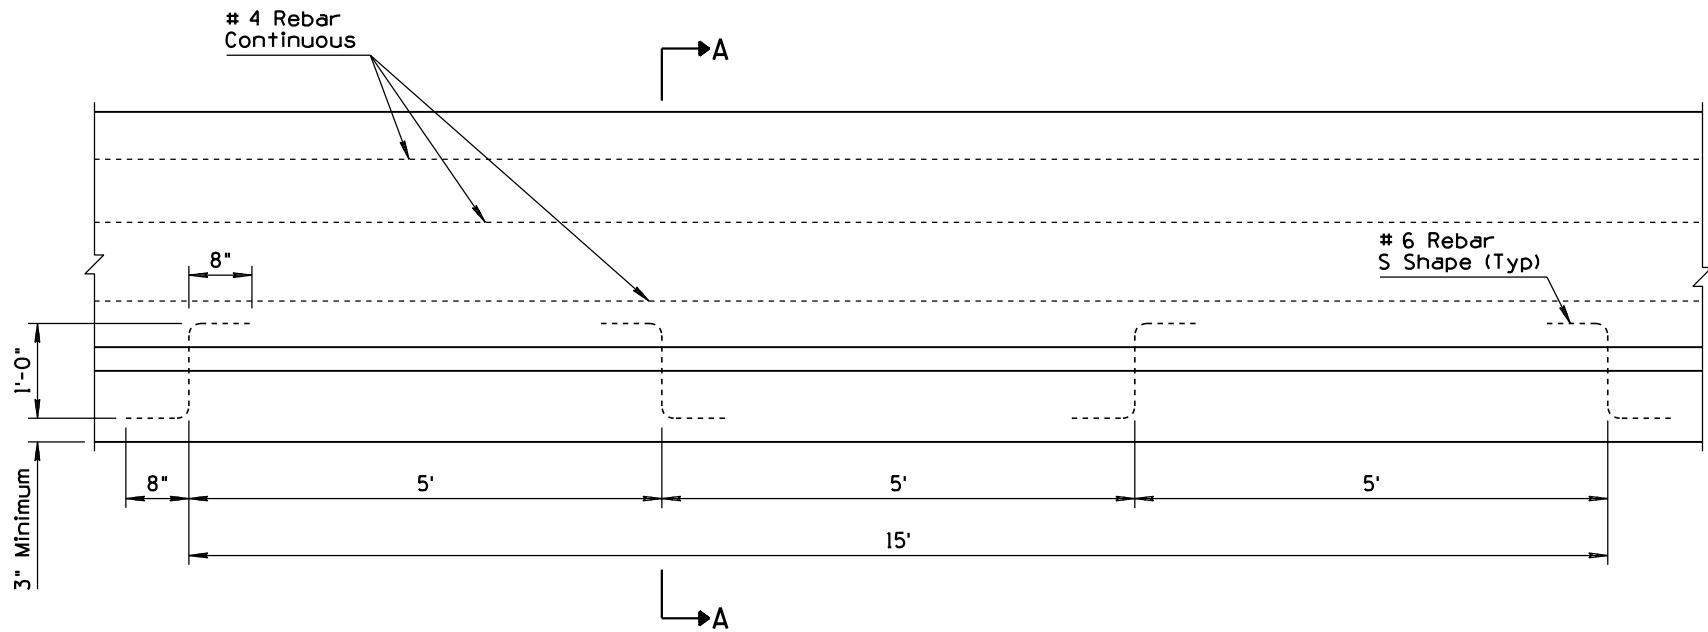 # 4 Rebar
Continuous
A
# 6 Rebar
S Shape (Typ)
8"
1'-0"
3" Minimum
8"
5'
5'
5'
15'
A